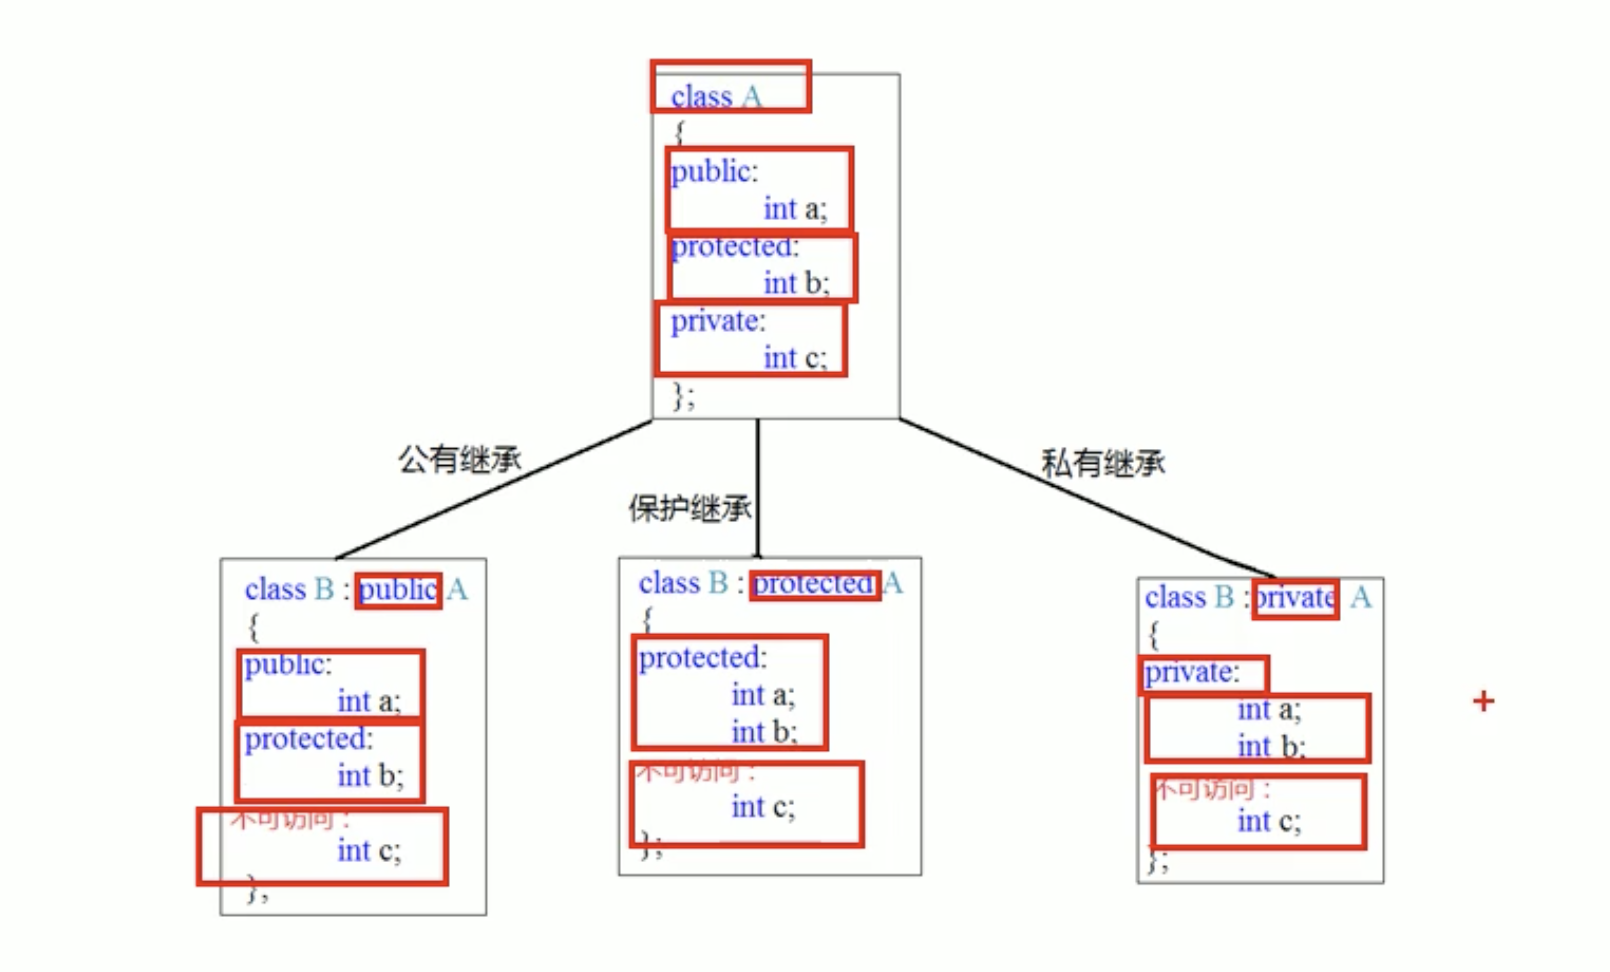 class A
{
public:
int a;
protected:
int b;
private:
int c;
};
公有继承
保护继承
私有继承
class B : public A
{
public:
int a;
protected:
int b;
不可访问：
int c;
};
class B : protected A
{
protected:
int a;
int b;
不可访问：
int c;
};
class B : private A
{
private:
int a;
int b;
不可访问：
int c;
};